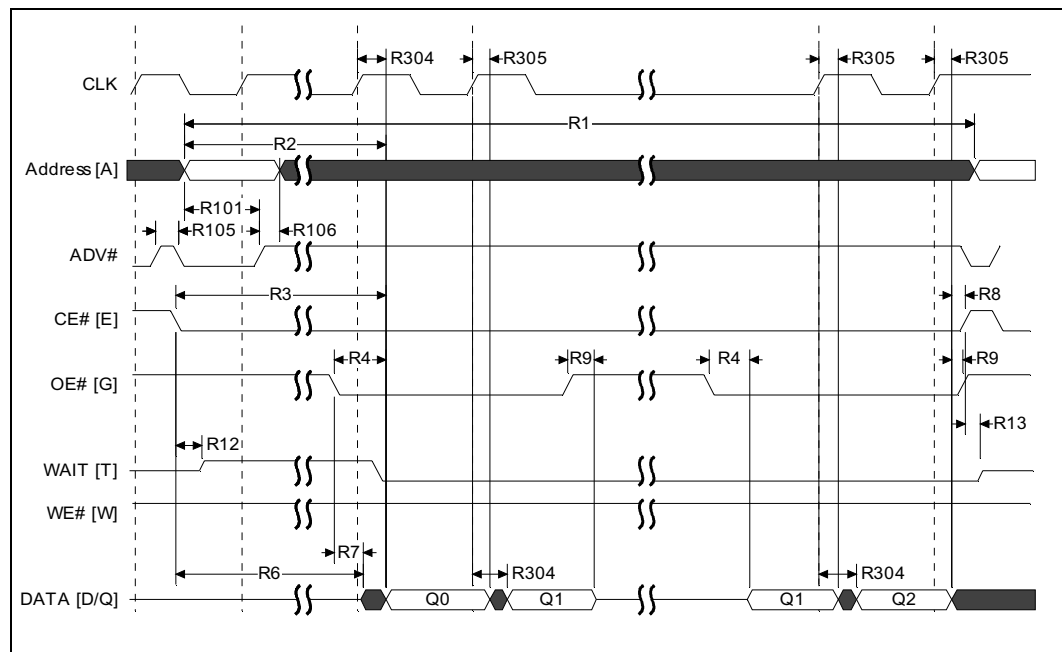 R304
R305
R305
R305
CLK
R1
R2
Address [A]
R101
R105
R106
ADV#
R3
R8
CE# [E]
R4
R9
R4
R9
OE# [G]
R12
R13
WAIT [T]
WE# [W]
R7
R6
R304
R304
DATA [D/Q]
Q0
Q1
Q1
Q2